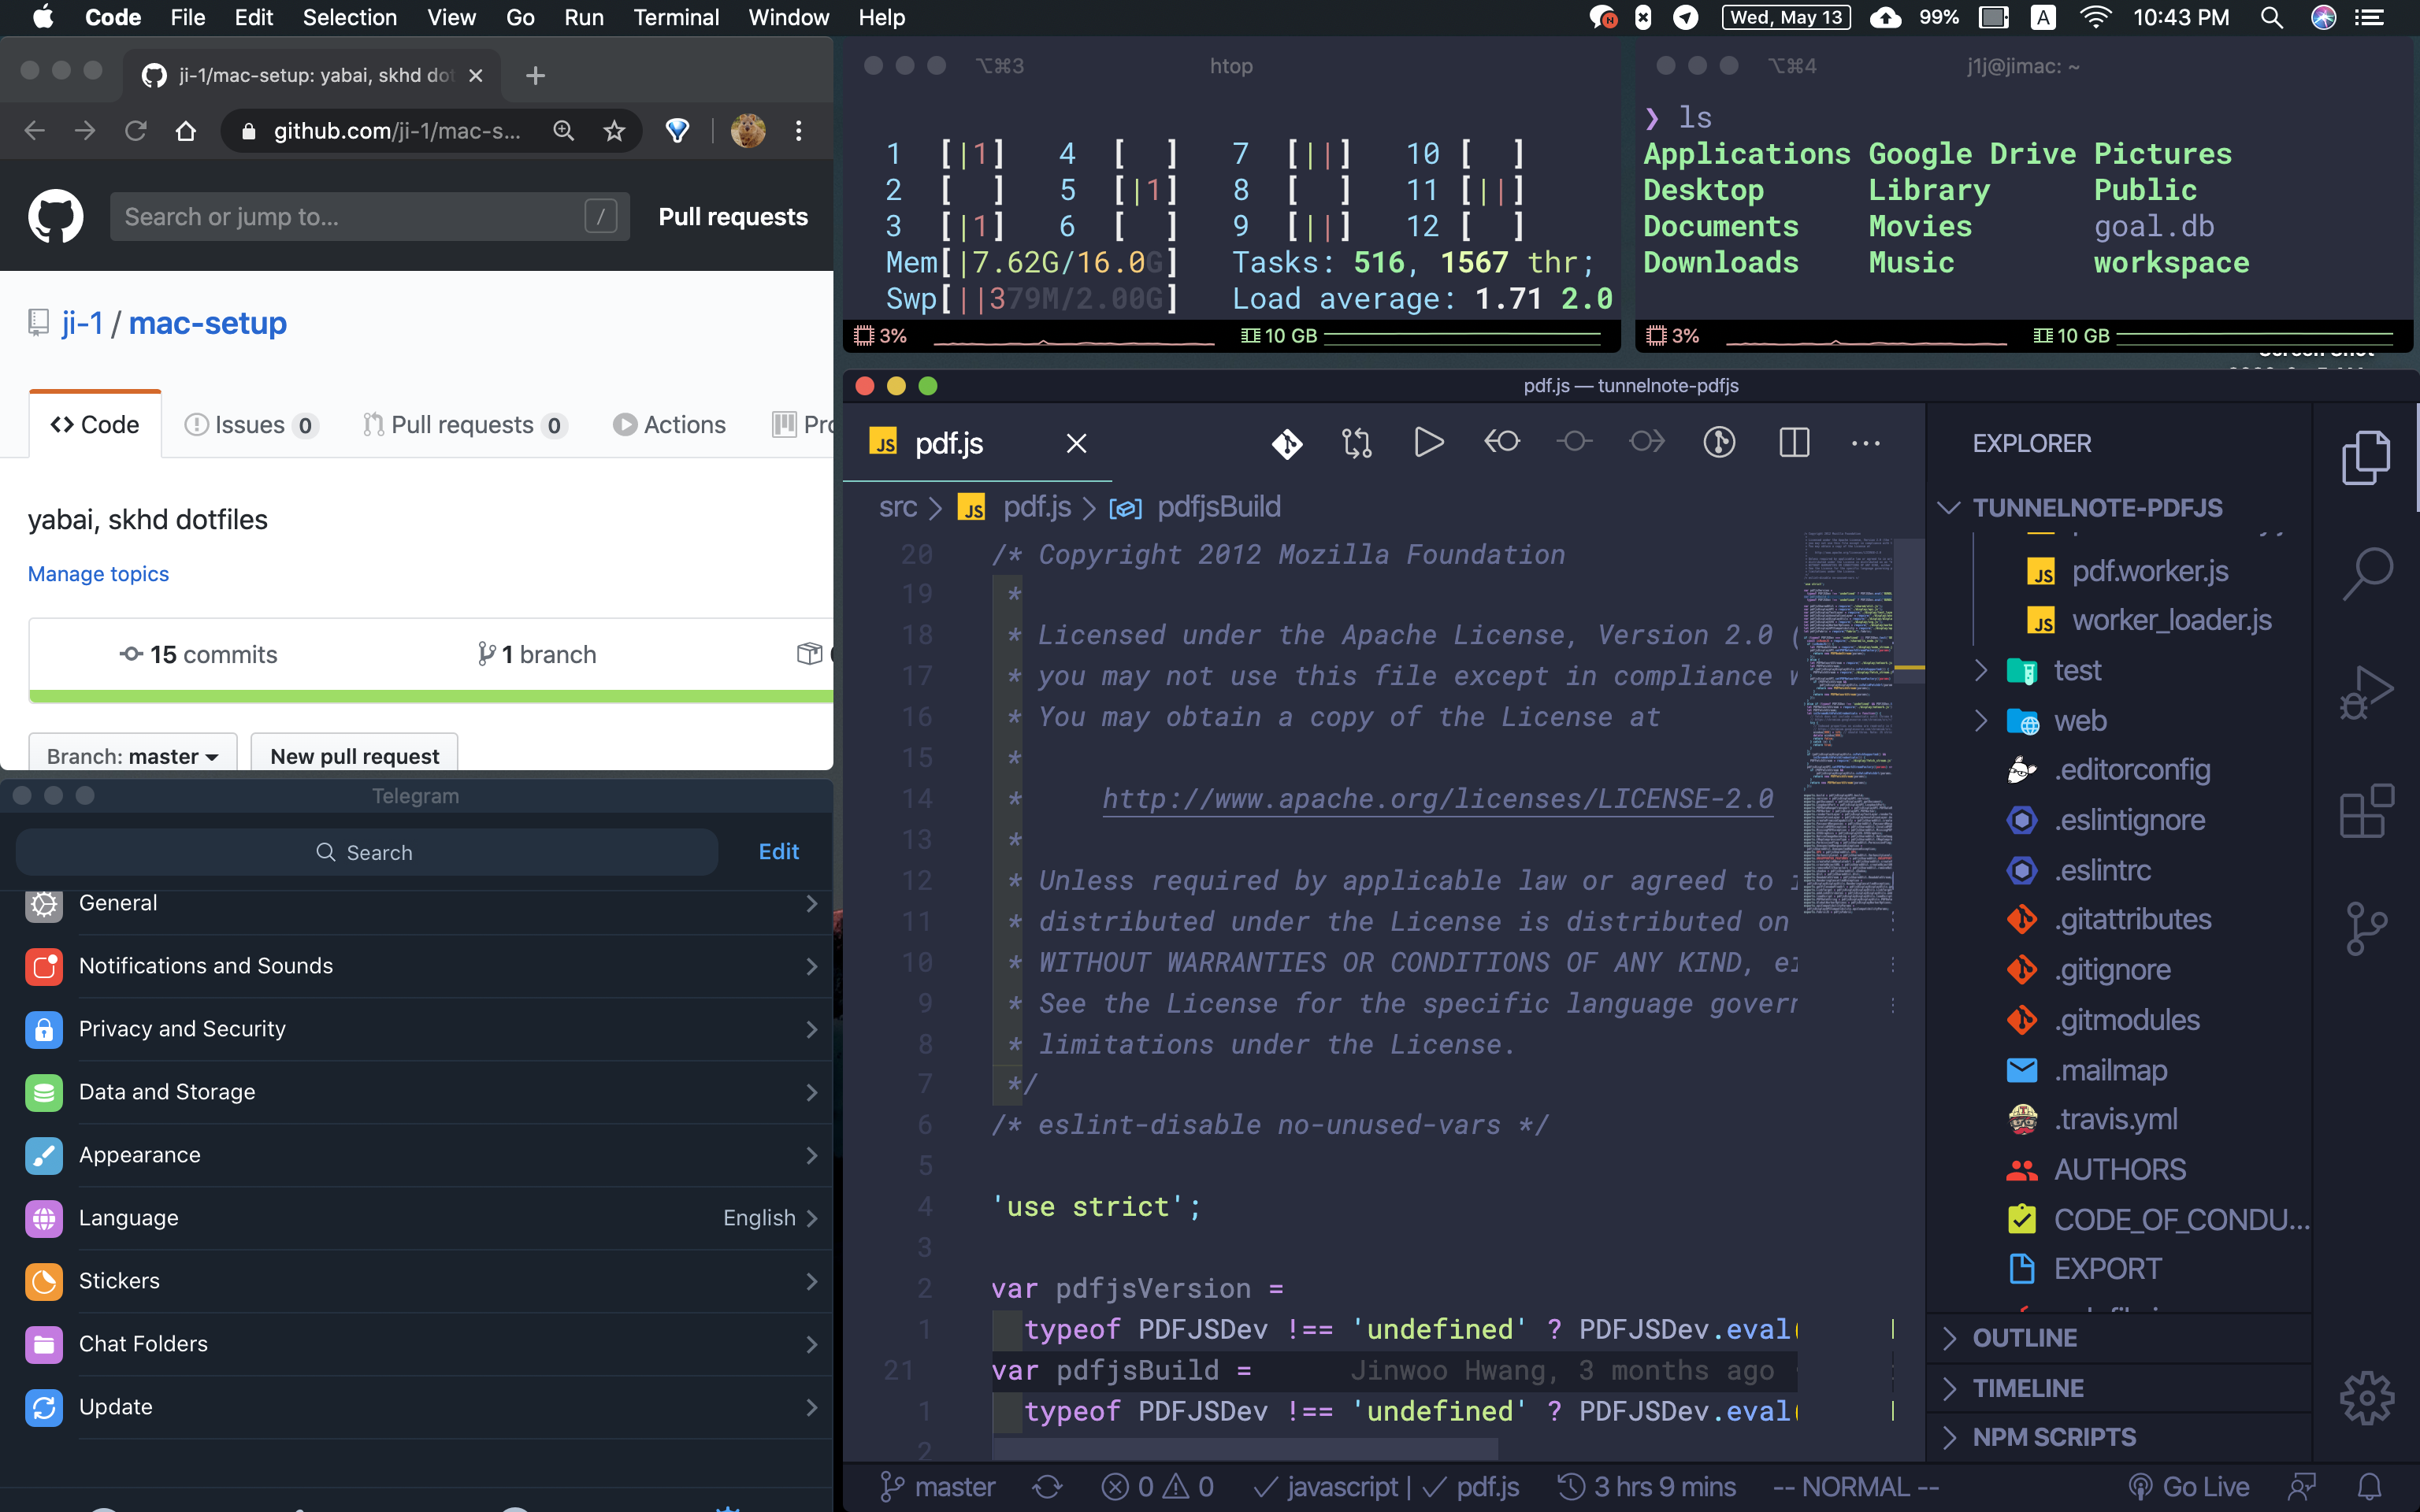 Code File Edit Selection View Go Run Terminal Window Help
Wed, May 13 99% A 10:43 PM
ji-1/mac-setup: yabai, skhd dot
github.com/ji-1/mac-s...
Search or jump to... /
Pull requests
ji-1 / mac-setup
Code Issues 0 Pull requests 0 Actions Pro
yabai, skhd dotfiles
Manage topics
15 commits 1 branch
Branch: master New pull request
Telegram
Search Edit
General
Notifications and Sounds
Privacy and Security
Data and Storage
Appearance
Language English
Stickers
Chat Folders
Update
⌥⌘3 htop
1 [|1] 4 [ ] 7 [||] 10 [ ]
2 [ ] 5 [|1] 8 [ ] 11 [||]
3 [|1] 6 [ ] 9 [||] 12 [ ]
Mem[|7.62G/16.0G] Tasks: 516, 1567 thr;
Swp[||379M/2.00G] Load average: 1.71 2.0
3% 10 GB
⌥⌘4 j1j@jimac: ~
❯ ls
Applications Google Drive Pictures
Desktop Library Public
Documents Movies goal.db
Downloads Music workspace
3% 10 GB
pdf.js — tunnelnote-pdfjs
JS pdf.js
src > JS pdf.js > pdfjsBuild
20 /* Copyright 2012 Mozilla Foundation
19 *
18 * Licensed under the Apache License, Version 2.0 (
17 * you may not use this file except in compliance w
16 * You may obtain a copy of the License at
15 *
14 * http://www.apache.org/licenses/LICENSE-2.0
13 *
12 * Unless required by applicable law or agreed to i
11 * distributed under the License is distributed on
10 * WITHOUT WARRANTIES OR CONDITIONS OF ANY KIND, ei
9 * See the License for the specific language govern
8 * limitations under the License.
7 */
6 /* eslint-disable no-unused-vars */
5
4 'use strict';
3
2 var pdfjsVersion =
1 typeof PDFJSDev !== 'undefined' ? PDFJSDev.eval(
21 var pdfjsBuild = Jinwoo Hwang, 3 months ago
1 typeof PDFJSDev !== 'undefined' ? PDFJSDev.eval(
2
EXPLORER
TUNNELNOTE-PDFJS
JS pdf.worker.js
JS worker_loader.js
test
web
.editorconfig
.eslintignore
.eslintrc
.gitattributes
.gitignore
.gitmodules
.mailmap
.travis.yml
AUTHORS
CODE_OF_CONDU...
EXPORT
OUTLINE
TIMELINE
NPM SCRIPTS
master 0 0 javascript | pdf.js 3 hrs 9 mins -- NORMAL -- Go Live